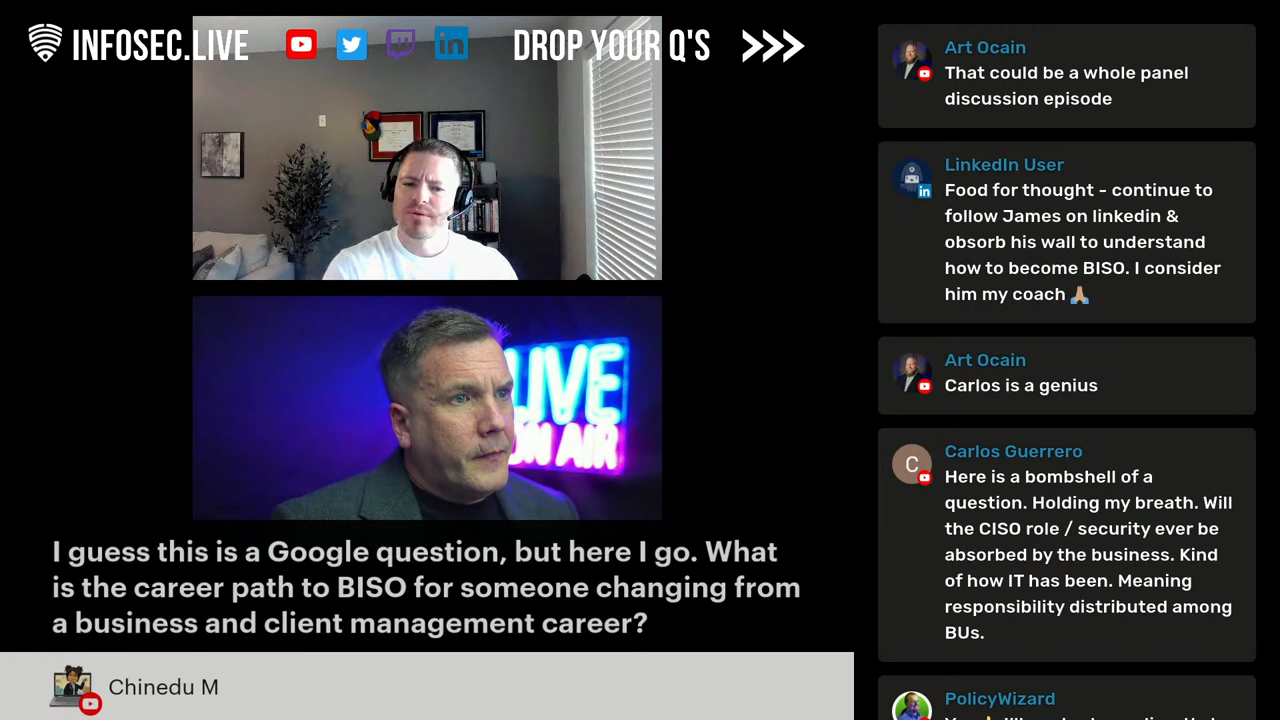 INFOSEC.LIVE
DROP YOUR Q'S
LIVE
ON AIR
I guess this is a Google question, but here I go. What
is the career path to BISO for someone changing from
a business and client management career?
Chinedu M
Art Ocain
That could be a whole panel
discussion episode
LinkedIn User
Food for thought - continue to
follow James on linkedin &
obsorb his wall to understand
how to become BISO. I consider
him my coach 🙏🏽
Art Ocain
Carlos is a genius
C
Carlos Guerrero
Here is a bombshell of a
question. Holding my breath. Will
the CISO role / security ever be
absorbed by the business. Kind
of how IT has been. Meaning
responsibility distributed among
BUs.
PolicyWizard